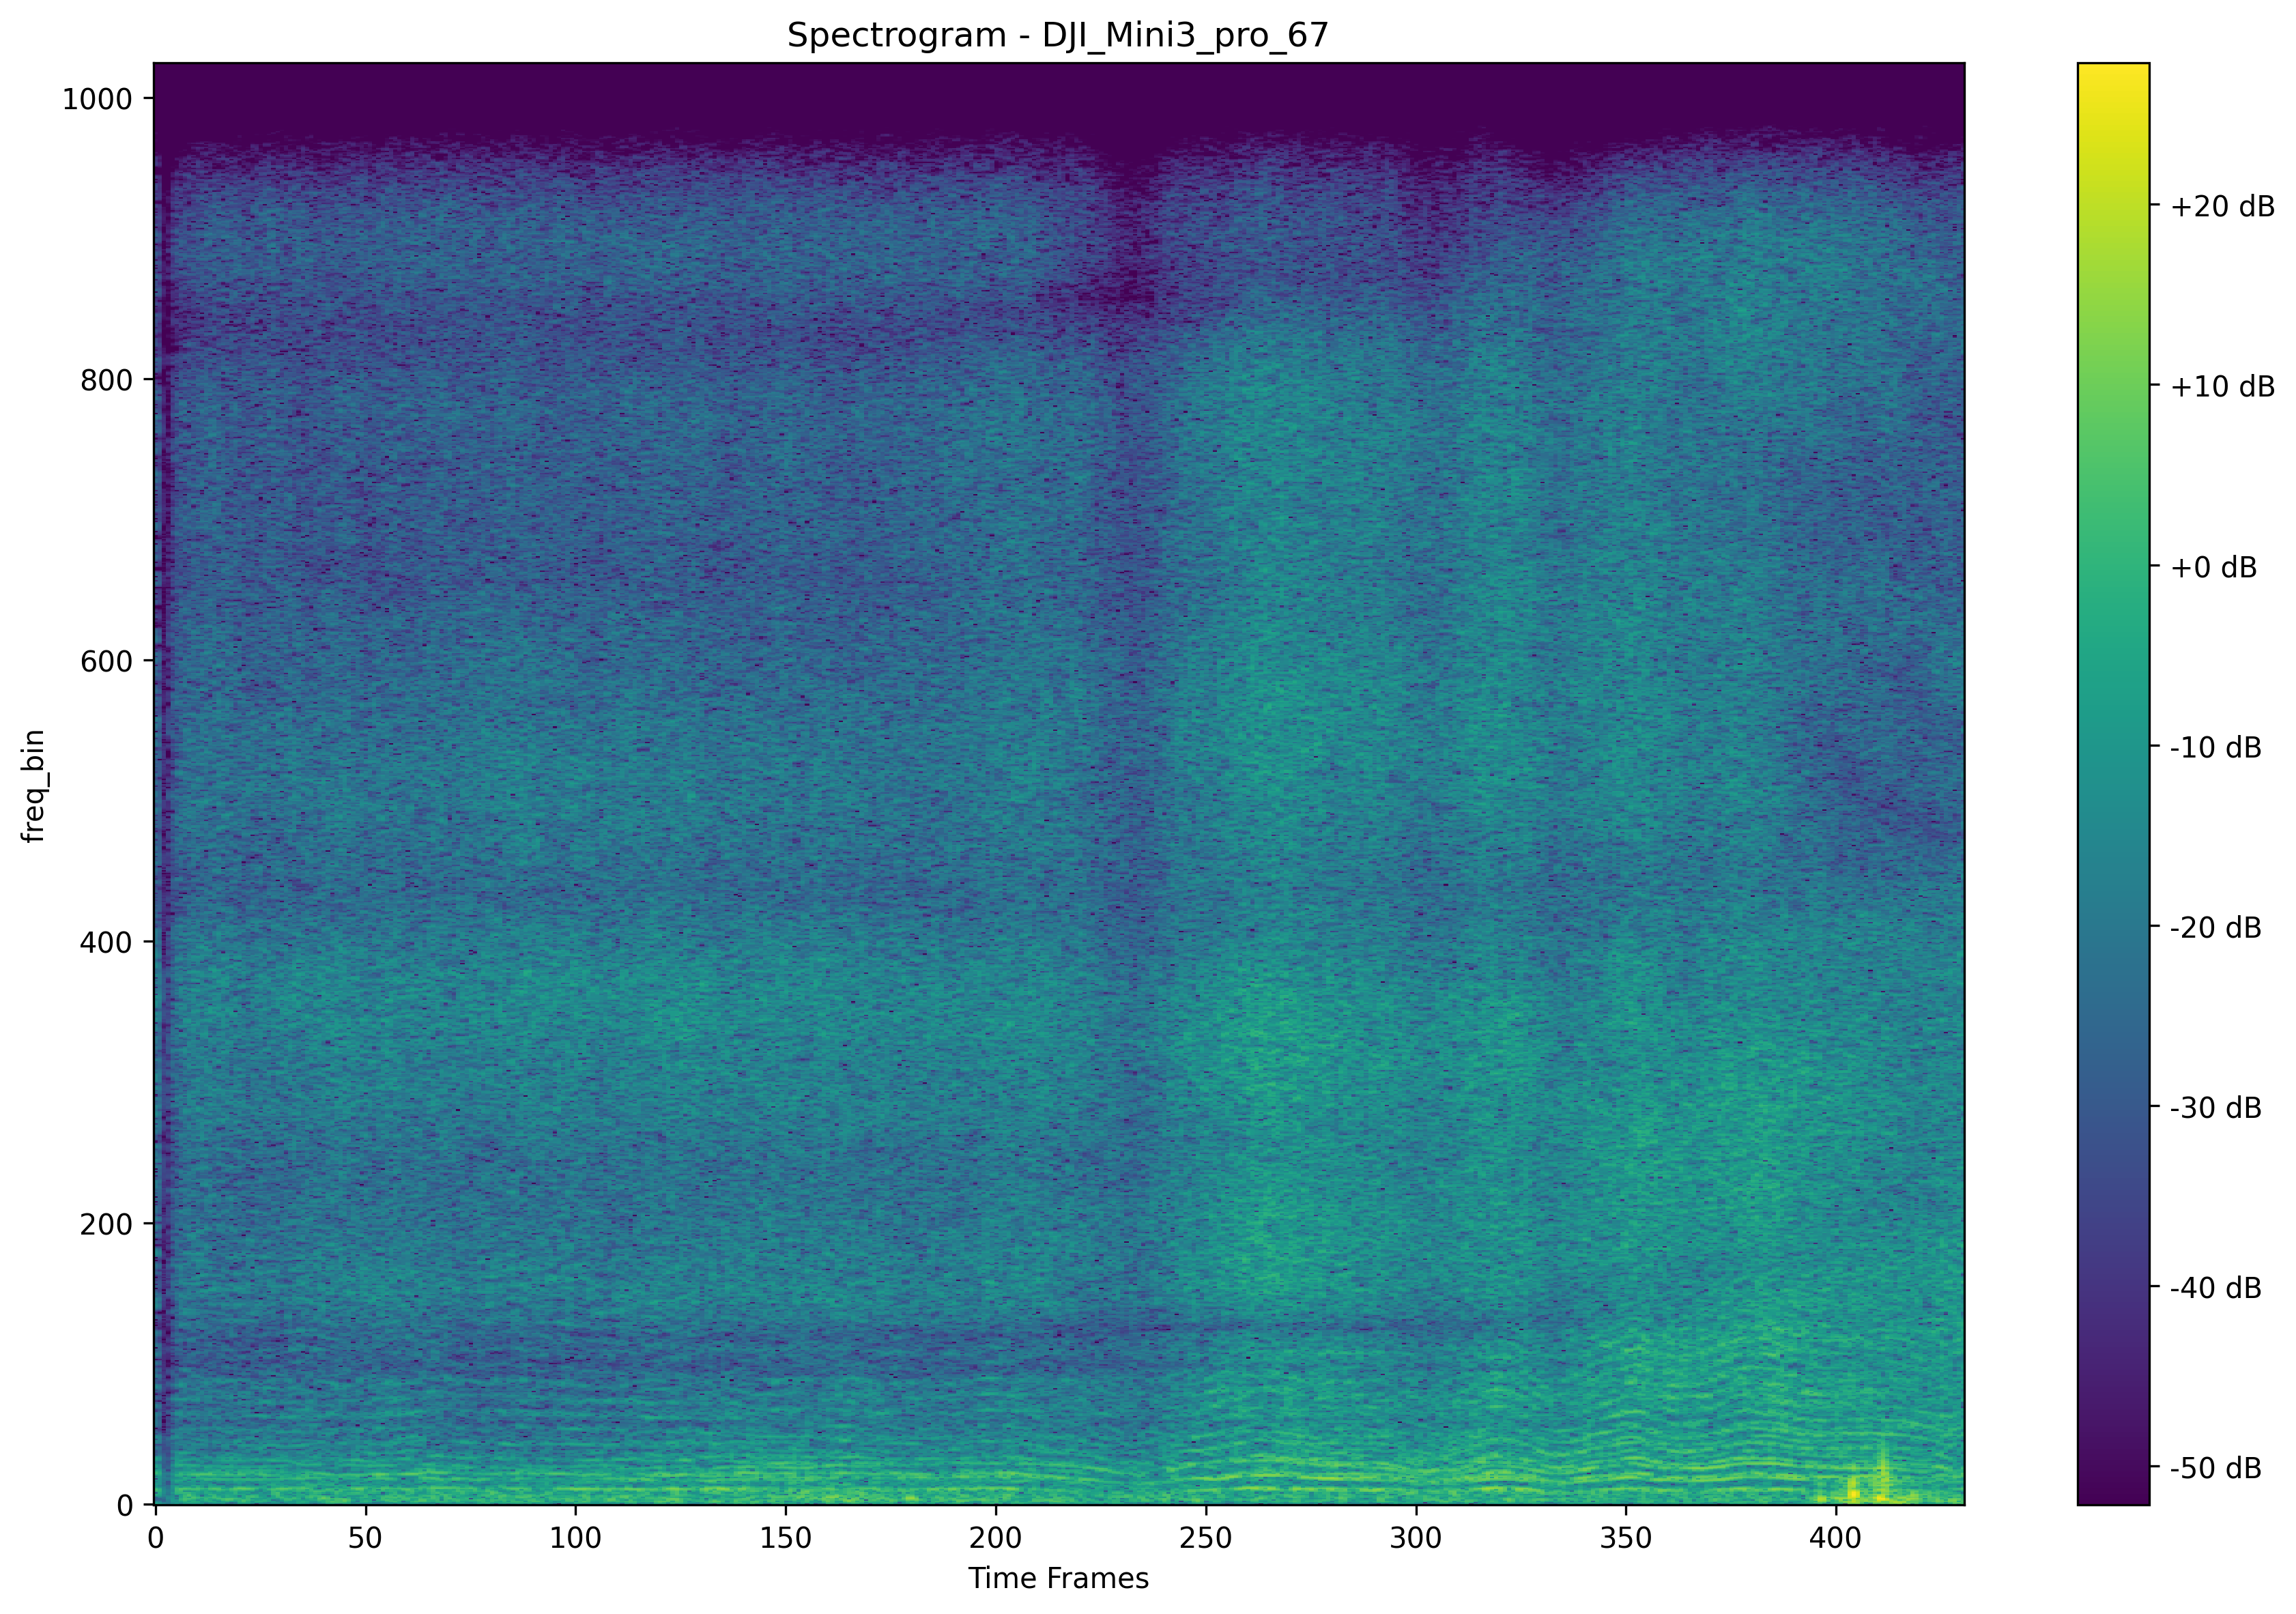 Spectrogram - DJI_Mini3_pro_67
1000
800
600
400
200
0
freq_bin
0 50 100 150 200 250 300 350 400
Time Frames
+20 dB
+10 dB
+0 dB
-10 dB
-20 dB
-30 dB
-40 dB
-50 dB